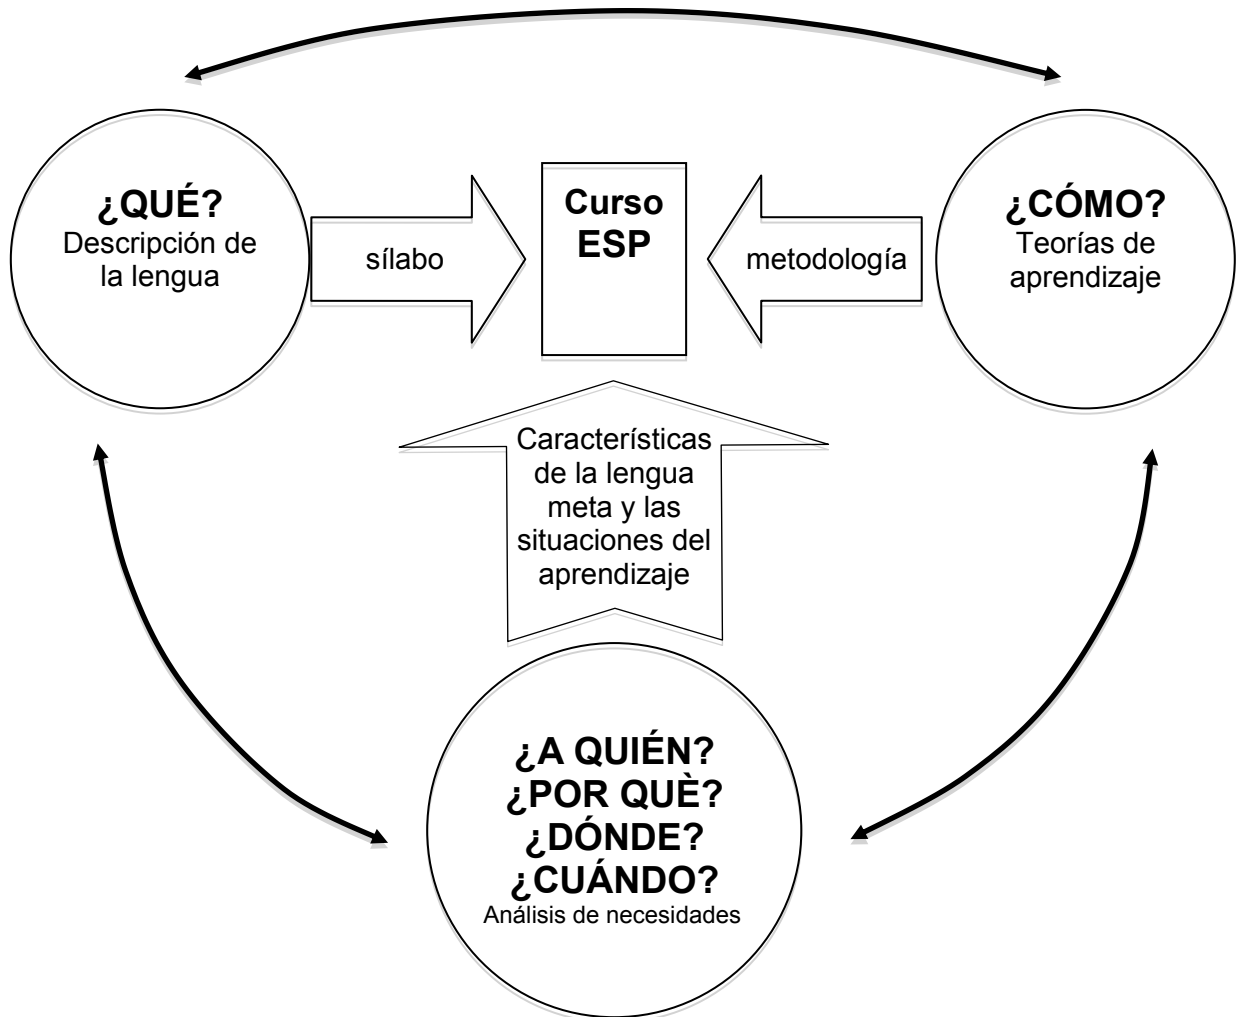 ¿QUÉ?
Descripción de
la lengua
sílabo
Curso
ESP
metodología
¿CÓMO?
Teorías de
aprendizaje
Características
de la lengua
meta y las
situaciones del
aprendizaje
¿A QUIÉN?
¿POR QUÈ?
¿DÓNDE?
¿CUÁNDO?
Análisis de necesidades